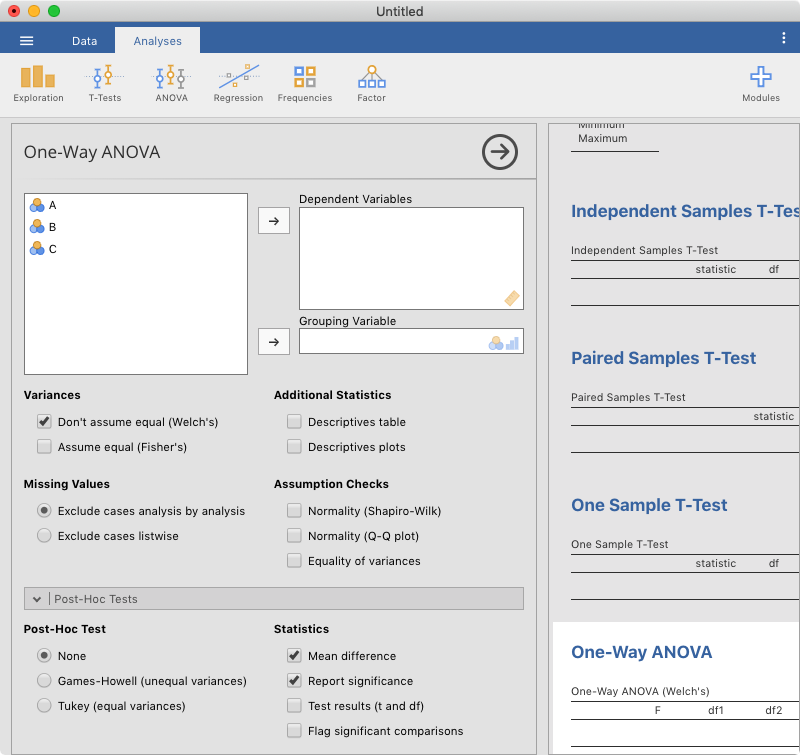 Untitled
Data
Analyses
Exploration
T-Tests
ANOVA
Regression
Frequencies
Factor
Modules
One-Way ANOVA
A
B
C
Dependent Variables
Grouping Variable
Variances
Don't assume equal (Welch's)
Assume equal (Fisher's)
Additional Statistics
Descriptives table
Descriptives plots
Missing Values
Exclude cases analysis by analysis
Exclude cases listwise
Assumption Checks
Normality (Shapiro-Wilk)
Normality (Q-Q plot)
Equality of variances
Post-Hoc Tests
Post-Hoc Test
None
Games-Howell (unequal variances)
Tukey (equal variances)
Statistics
Mean difference
Report significance
Test results (t and df)
Flag significant comparisons
Minimum
Maximum
Independent Samples T-Tes
Independent Samples T-Test
statistic df
Paired Samples T-Test
Paired Samples T-Test
statistic
One Sample T-Test
One Sample T-Test
statistic df
One-Way ANOVA
One-Way ANOVA (Welch's)
F df1 df2